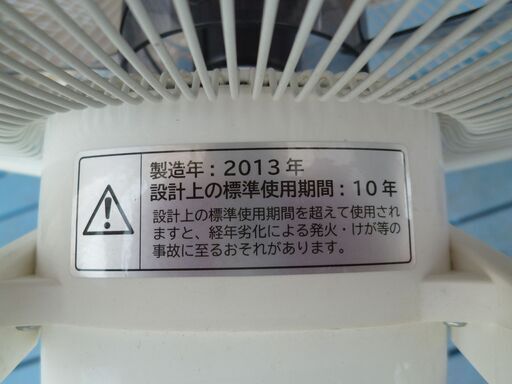 製造年：2013年
設計上の標準使用期間：10年
設計上の標準使用期間を超えて使用され
ますと、経年劣化による発火・けが等の
事故に至るおそれがあります。